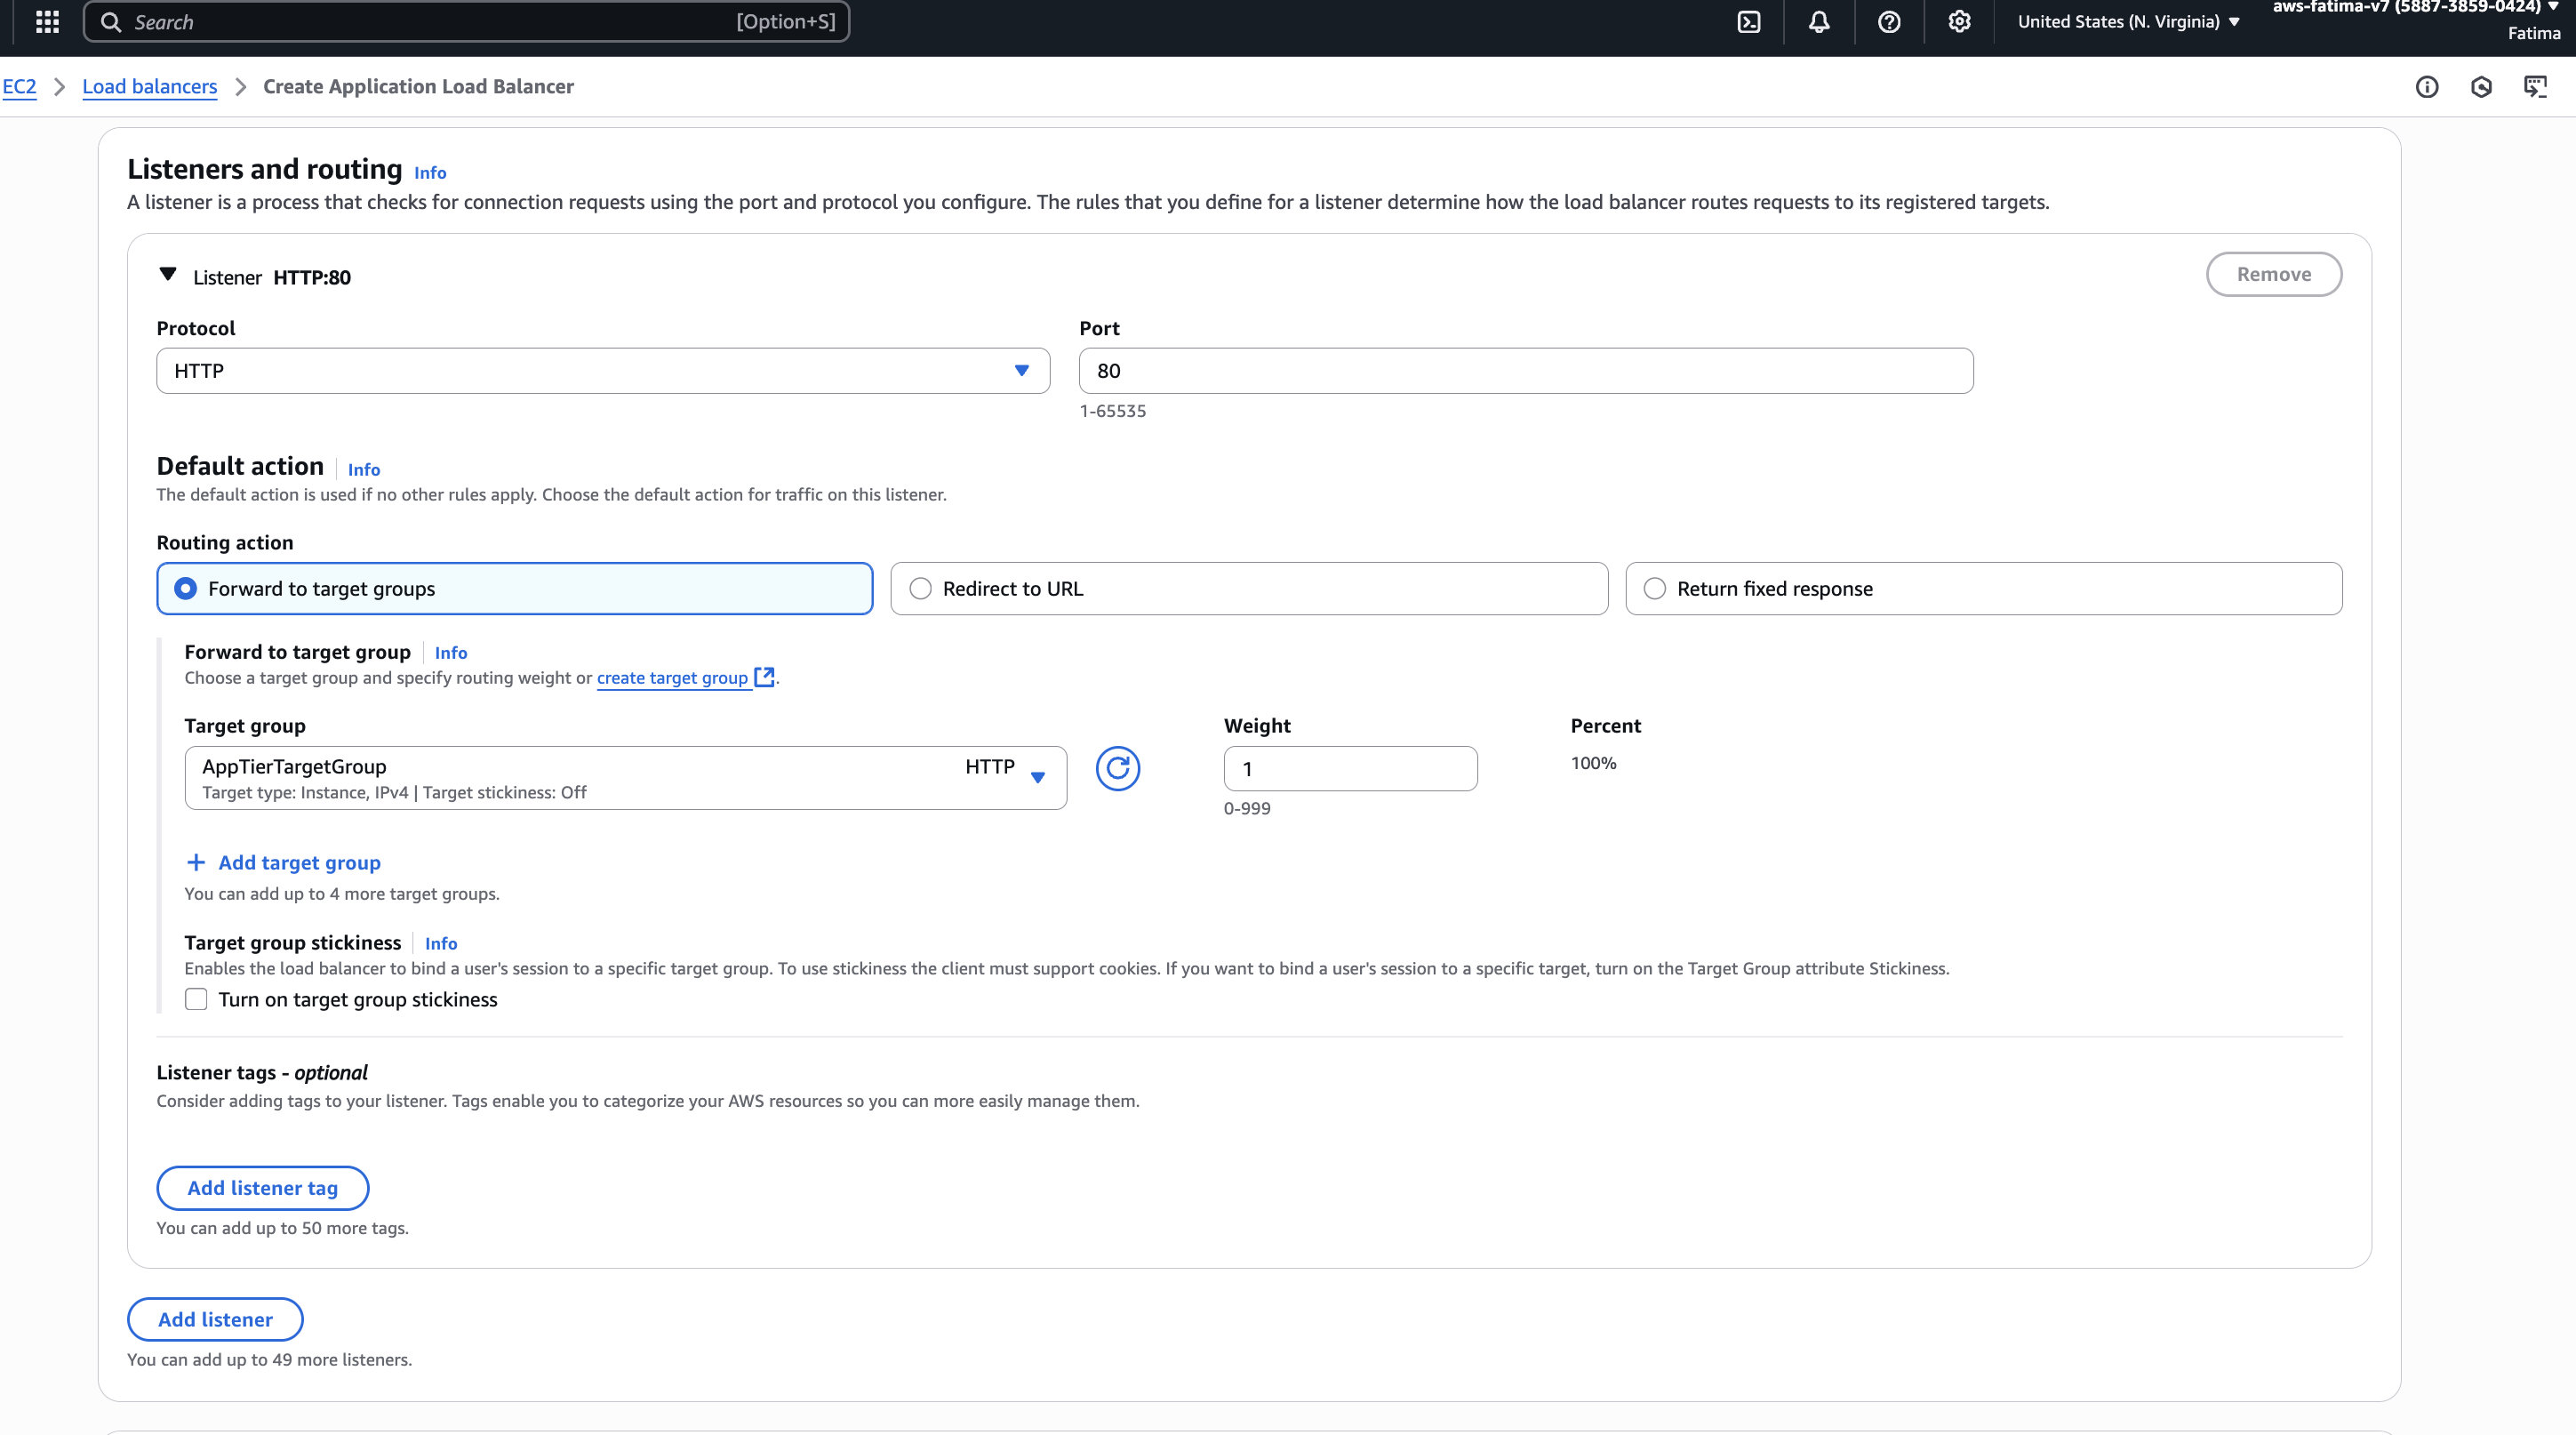 Search [Option+S] United States (N. Virginia) aws-fatima-v7 (5887-3859-0424)
Fatima
EC2 Load balancers Create Application Load Balancer
Listeners and routing Info
A listener is a process that checks for connection requests using the port and protocol you configure. The rules that you define for a listener determine how the load balancer routes requests to its registered targets.
Listener HTTP:80 Remove
Protocol Port
HTTP 80
1-65535
Default action Info
The default action is used if no other rules apply. Choose the default action for traffic on this listener.
Routing action
Forward to target groups Redirect to URL Return fixed response
Forward to target group Info
Choose a target group and specify routing weight or create target group .
Target group Weight Percent
AppTierTargetGroup HTTP 1 100%
Target type: Instance, IPv4 | Target stickiness: Off
0-999
+ Add target group
You can add up to 4 more target groups.
Target group stickiness Info
Enables the load balancer to bind a user's session to a specific target group. To use stickiness the client must support cookies. If you want to bind a user's session to a specific target, turn on the Target Group attribute Stickiness.
Turn on target group stickiness
Listener tags - optional
Consider adding tags to your listener. Tags enable you to categorize your AWS resources so you can more easily manage them.
Add listener tag
You can add up to 50 more tags.
Add listener
You can add up to 49 more listeners.